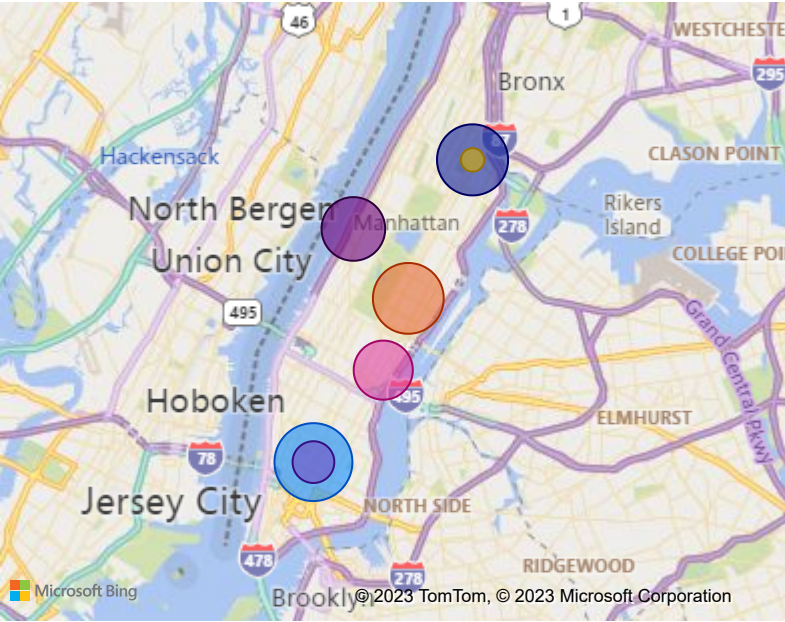 46
1
WESTCHESTE
295
Bronx
87
Hackensack
CLASON POINT
North Bergen
Manhattan
Rikers
Island
278
Union City
COLLEGE POI
495
Grand Central Pkwy
Hoboken
495
ELMHURST
78
Jersey City
NORTH SIDE
478
278
RIDGEWOOD
Microsoft Bing
Brooklyn
©2023 TomTom, © 2023 Microsoft Corporation